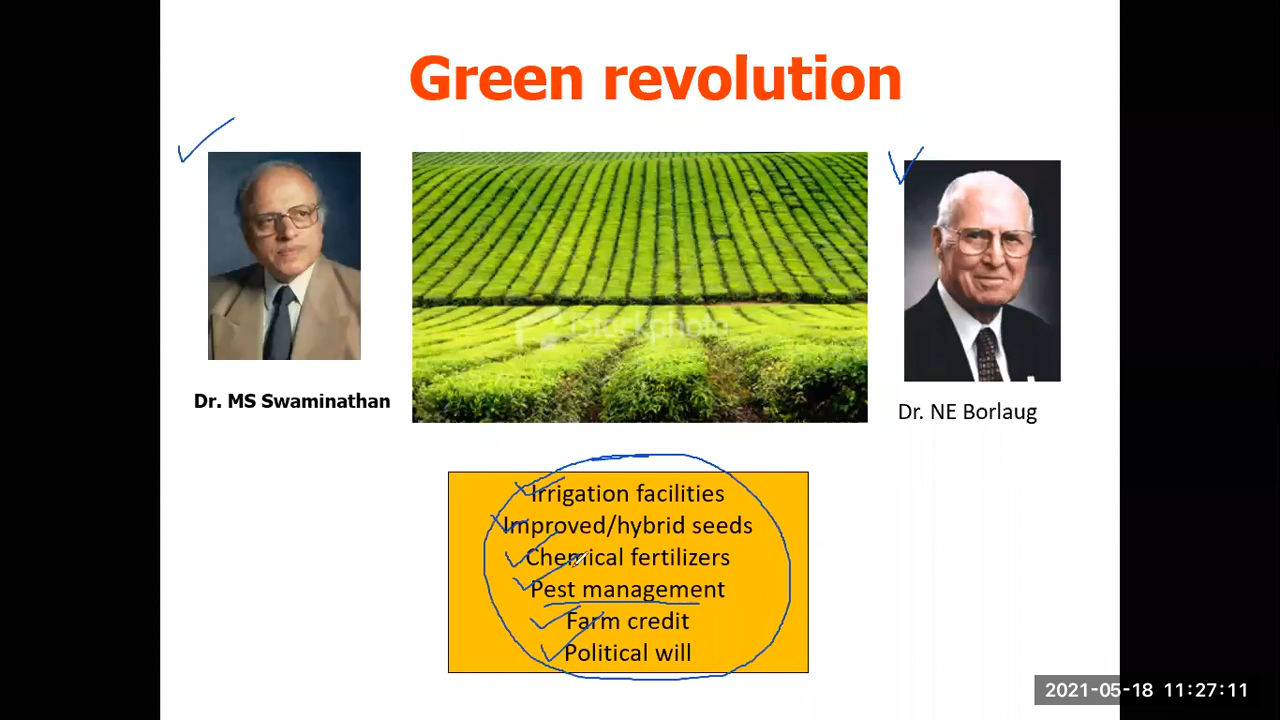 Green revolution
iStockphoto
Dr. MS Swaminathan
Dr. NE Borlaug
Irrigation facilities
Improved/hybrid seeds
Chemical fertilizers
Pest management
Farm credit
Political will
2021-05-18 11:27:11